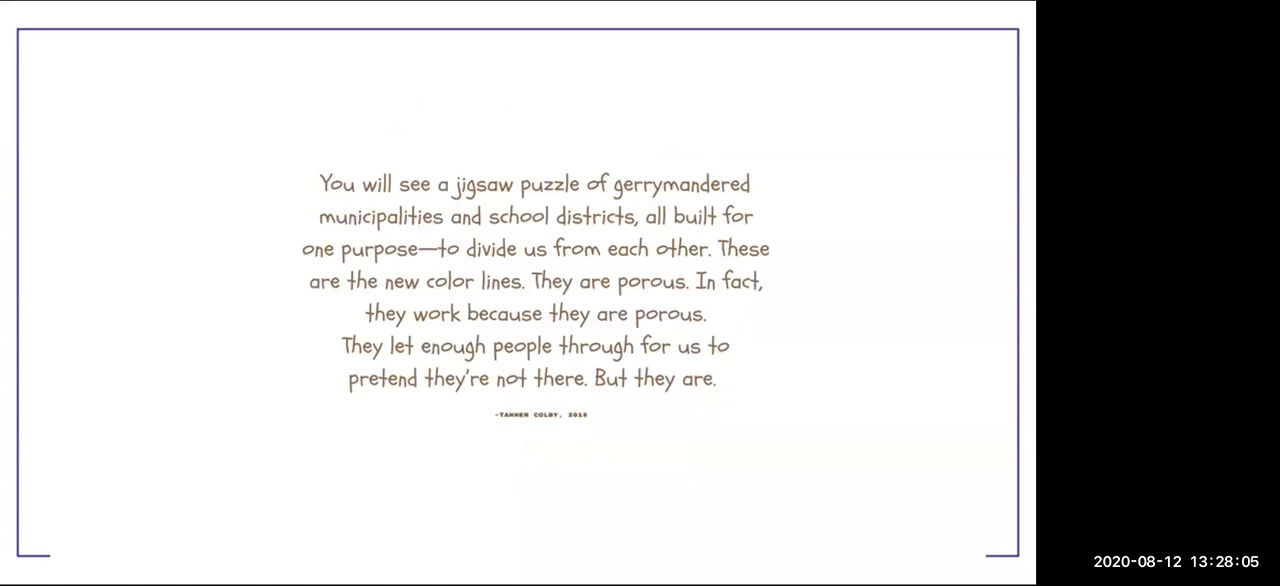 You will see a jigsaw puzzle of gerrymandered
municipalities and school districts, all built for
one purpose—to divide us from each other. These
are the new color lines. They are porous. In fact,
they work because they are porous.
They let enough people through for us to
pretend they're not there. But they are.
-TANNER COLBY,
2020-08-12 13:28:05